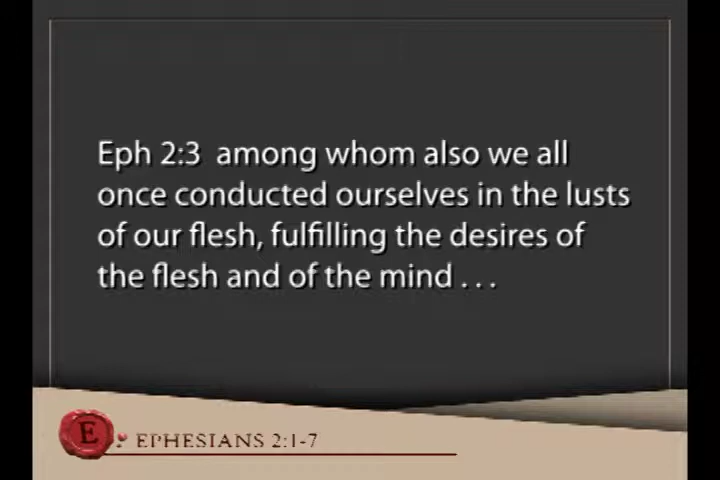 Eph 2:3  among whom also we all
once conducted ourselves in the lusts
of our flesh, fulfilling the desires of
the flesh and of the mind . . .
E
EPHESIANS 2:1-7